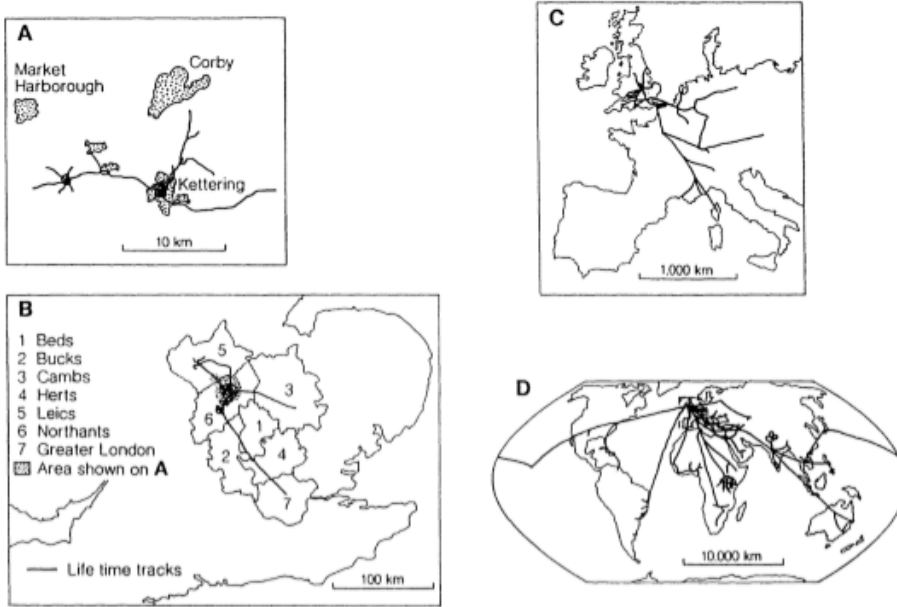 A
Market
Harborough
Corby
Kettering
10 km
B
1 Beds
2 Bucks
3 Cambs
4 Herts
5 Leics
6 Northants
7 Greater London
Area shown on A
5
3
6
1
2
4
7
Life time tracks
100 km
C
1,000 km
D
10,000 km